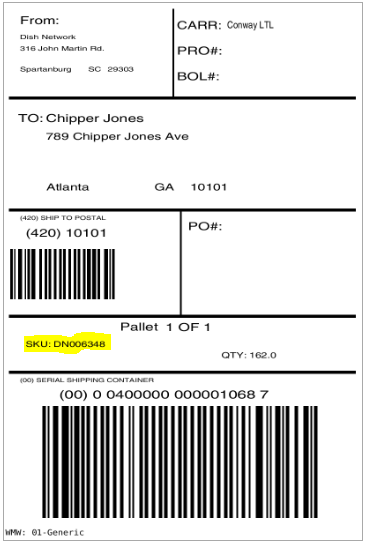 From:
Dish Network
316 John Martin Rd.
Spartanburg SC 29303
CARR: Conway LTL
PRO#:
BOL#:
TO: Chipper Jones
789 Chipper Jones Ave
Atlanta GA 10101
(420) SHIP TO POSTAL
(420) 10101
PO#:
Pallet 1 OF 1
SKU: DN006348
QTY: 162.0
(00) SERIAL SHIPPING CONTAINER
(00) 0 0400000 000001068 7
WMW: 01-Generic